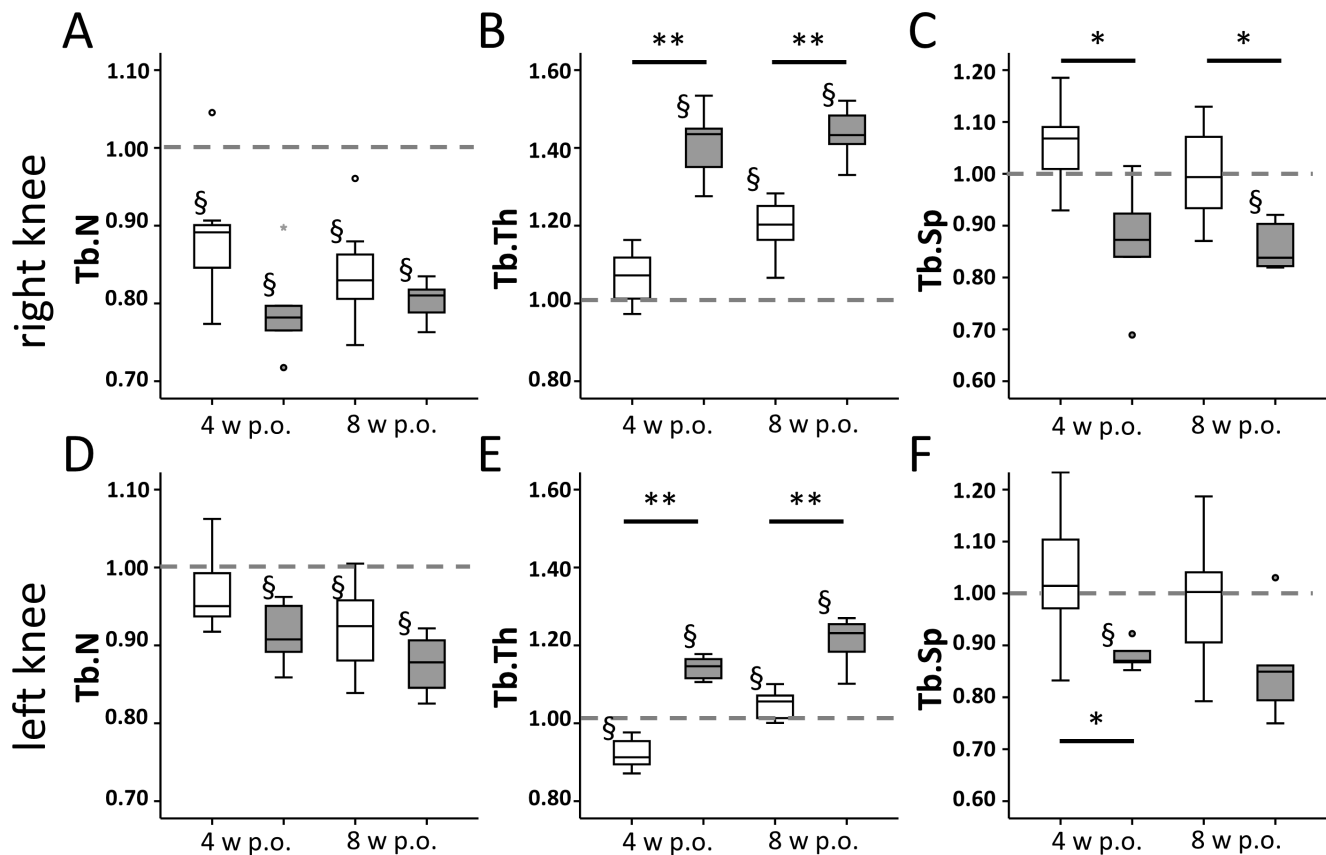 right knee
A
Tb.N
1.10
1.00
0.90
0.80
0.70
§ § § §
*
4 w p.o. 8 w p.o.
B
Tb.Th
** **
1.60
1.40
1.20
1.00
0.80
§ § §
4 w p.o. 8 w p.o.
C
Tb.Sp
* *
1.20
1.10
1.00
0.90
0.80
0.70
0.60
§
4 w p.o. 8 w p.o.
left knee
D
Tb.N
1.10
1.00
0.90
0.80
0.70
§ § §
4 w p.o. 8 w p.o.
E
Tb.Th
** **
1.60
1.40
1.20
1.00
0.80
§ § § §
4 w p.o. 8 w p.o.
F
Tb.Sp
1.20
1.10
1.00
0.90
0.80
0.70
0.60
§
*
4 w p.o. 8 w p.o.